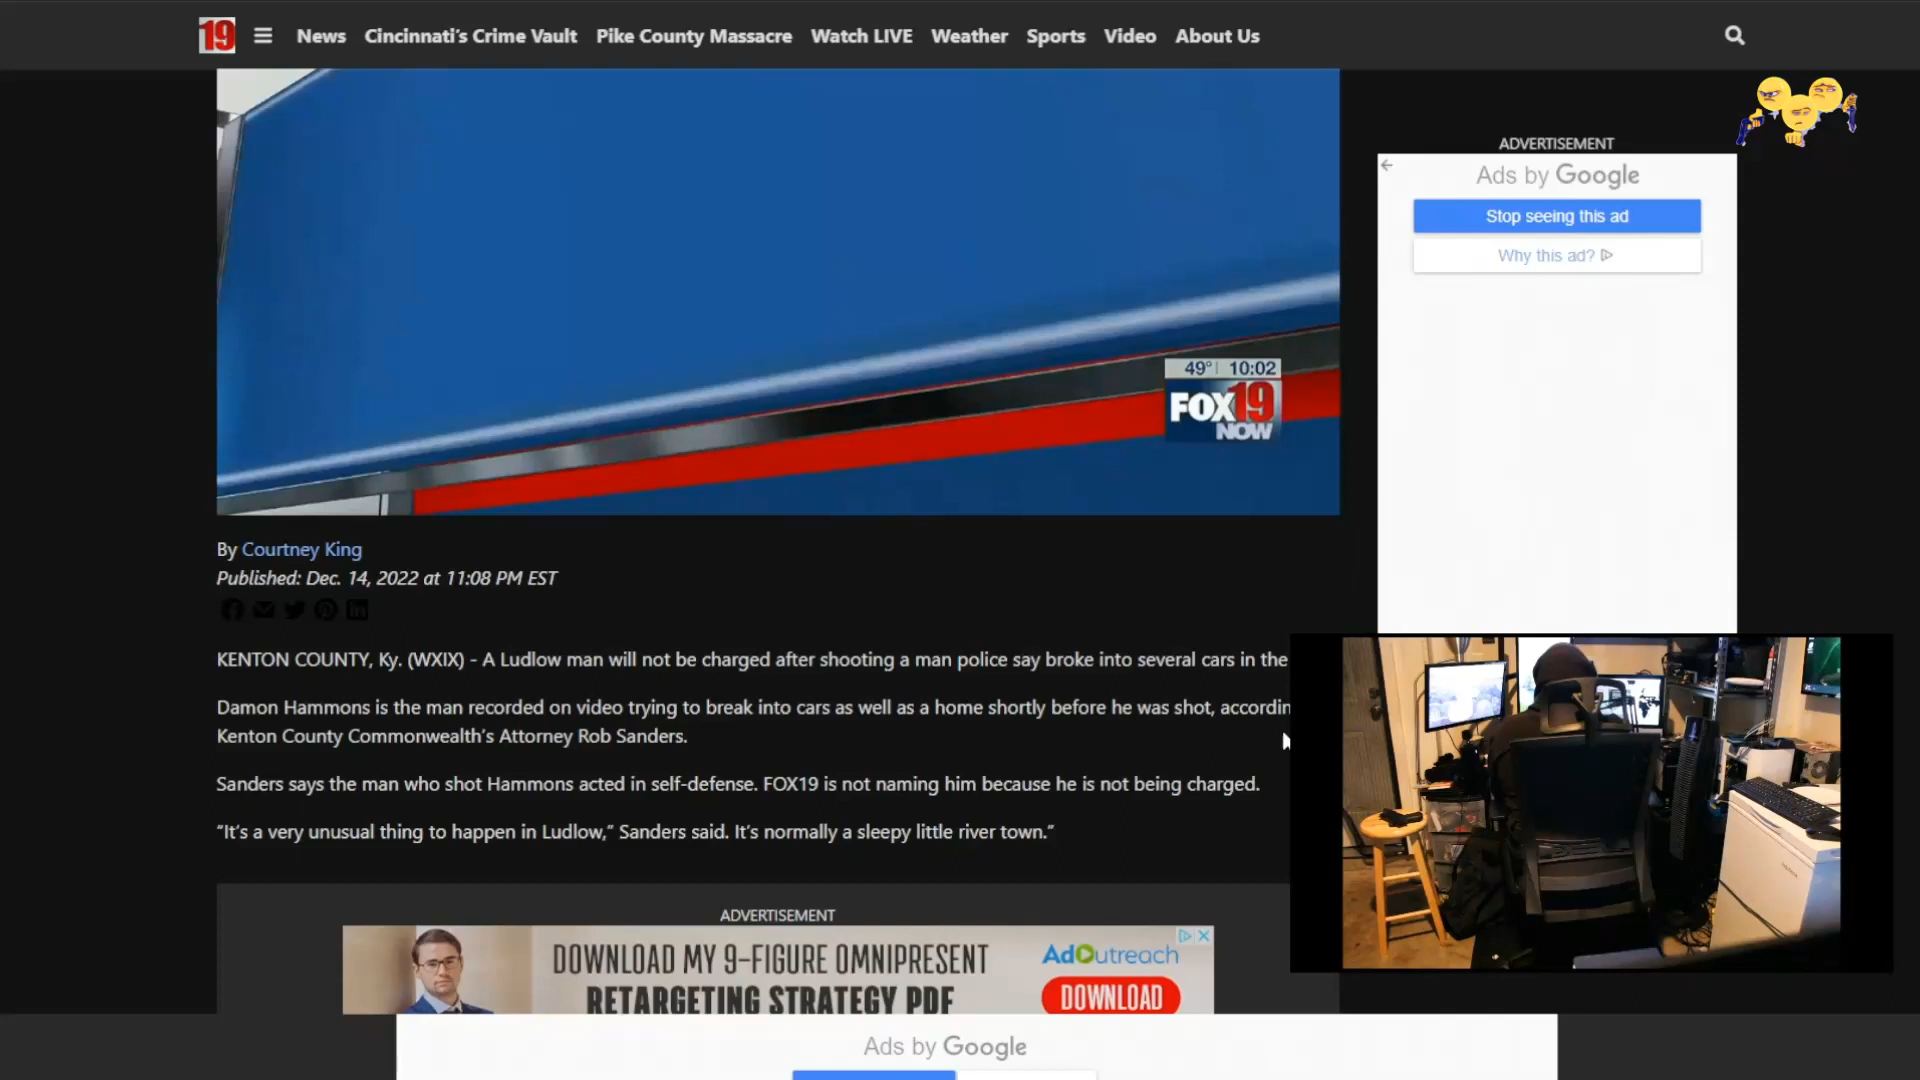 19 News Cincinnati's Crime Vault Pike County Massacre Watch LIVE Weather Sports Video About Us
ADVERTISEMENT
Ads by Google
Stop seeing this ad
Why this ad?
49° 10:02
FOX19
NOW
By Courtney King
Published: Dec. 14, 2022 at 11:08 PM EST
KENTON COUNTY, Ky. (WXIX) - A Ludlow man will not be charged after shooting a man police say broke into several cars in the
Damon Hammons is the man recorded on video trying to break into cars as well as a home shortly before he was shot, accordin
Kenton County Commonwealth's Attorney Rob Sanders.
Sanders says the man who shot Hammons acted in self-defense. FOX19 is not naming him because he is not being charged.
“It's a very unusual thing to happen in Ludlow,” Sanders said. It's normally a sleepy little river town.”
ADVERTISEMENT
DOWNLOAD MY 9-FIGURE OMNIPRESENT
RETARGETING STRATEGY PDF
AdOutreach
DOWNLOAD
Ads by Google